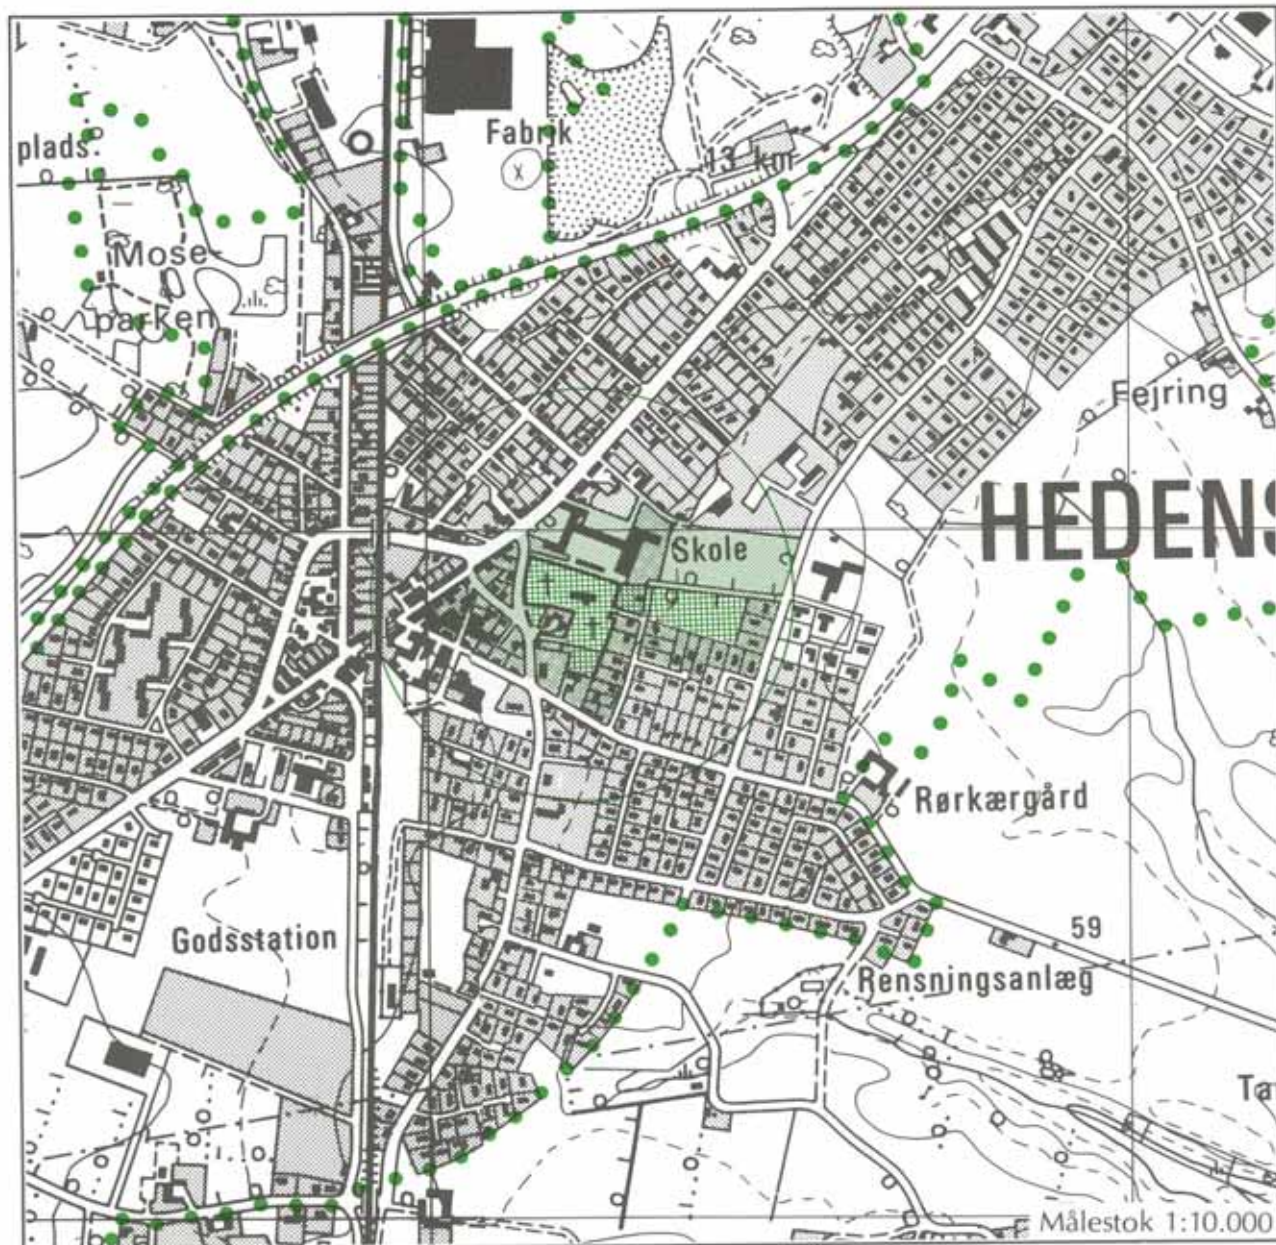 Fabrik
x
13 km
plads.
Mose-
parken
Fejring
HEDENS
Skole
Rørkærgård
Godsstation
59
Rensningsanlæg
Ta
Målestok 1:10.000